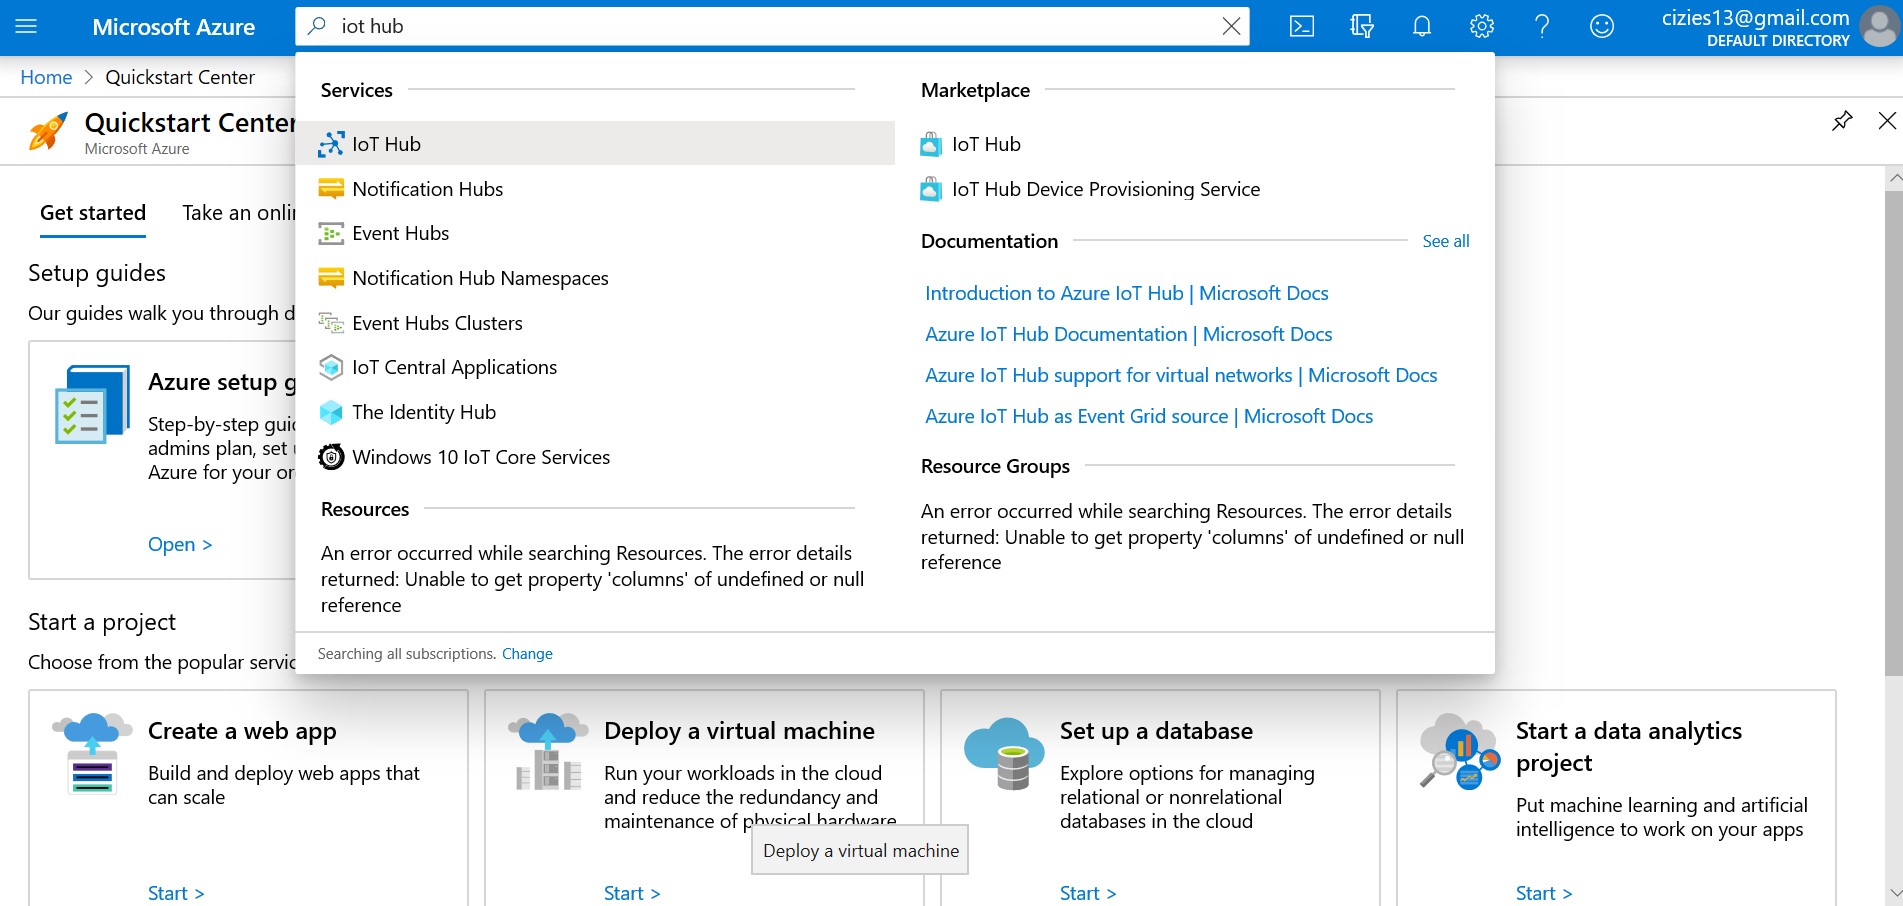 Microsoft Azure
iot hub
cizies13@gmail.com
DEFAULT DIRECTORY
Home > Quickstart Center
Quickstart Center
Microsoft Azure
Get started
Take an onli
Setup guides
Our guides walk you through d
Azure setup g
Step-by-step guid
admins plan, set u
Azure for your or
Open >
Services
IoT Hub
Notification Hubs
Event Hubs
Notification Hub Namespaces
Event Hubs Clusters
IoT Central Applications
The Identity Hub
Windows 10 IoT Core Services
Resources
An error occurred while searching Resources. The error details
returned: Unable to get property 'columns' of undefined or null
reference
Marketplace
IoT Hub
IoT Hub Device Provisioning Service
Documentation
See all
Introduction to Azure IoT Hub | Microsoft Docs
Azure IoT Hub Documentation | Microsoft Docs
Azure IoT Hub support for virtual networks | Microsoft Docs
Azure IoT Hub as Event Grid source | Microsoft Docs
Resource Groups
An error occurred while searching Resources. The error details
returned: Unable to get property 'columns' of undefined or null
reference
Searching all subscriptions. Change
Start a project
Choose from the popular servic
Create a web app
Build and deploy web apps that
can scale
Start >
Deploy a virtual machine
Run your workloads in the cloud
and reduce the redundancy and
maintenance of physical hardware
Deploy a virtual machine
Start >
Set up a database
Explore options for managing
relational or nonrelational
databases in the cloud
Start >
Start a data analytics
project
Put machine learning and artificial
intelligence to work on your apps
Start >